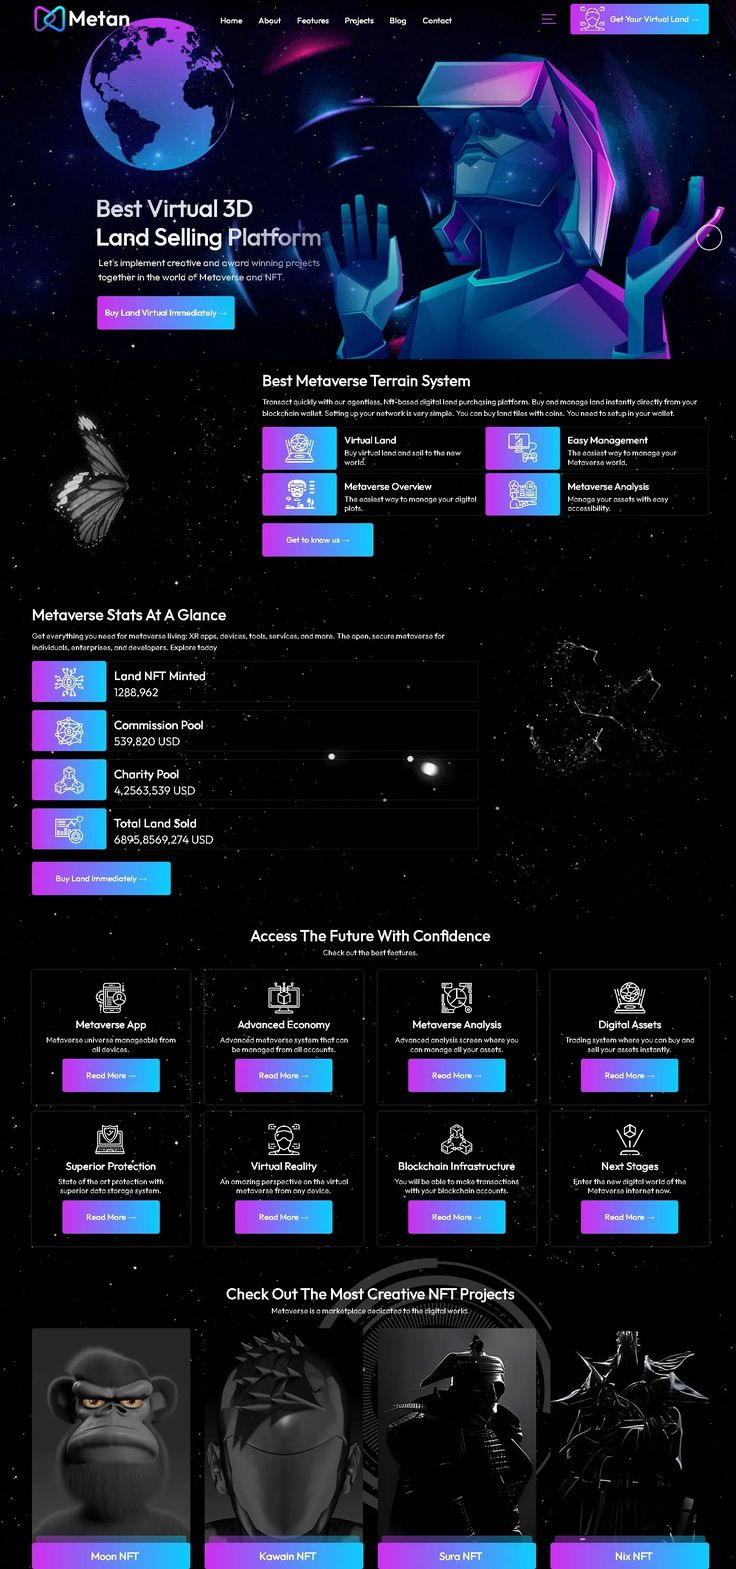 Metan
Home About Features Projects Blog Contact
Get Your Virtual Land →
Best Virtual 3D
Land Selling Platform
Let's implement creative and award winning projects
together in the world of Metaverse and NFT.
Buy Land Virtual Immediately →
Best Metaverse Terrain System
Transact quickly with our agentless, Nft-based digital land purchasing platform. Buy and manage land instantly directly from your
blockchain wallet. Setting up your network is very simple. You can buy land tiles with coins. You need to setup in your wallet.
Virtual Land
Buy virtual land and sail to the new
world.
Easy Management
The easiest way to manage your
Metaverse world.
Metaverse Overview
The easiest way to manage your digital
plots.
Metaverse Analysis
Manage your assets with easy
accessibility.
Get to know us →
Metaverse Stats At A Glance
Get everything you need for metaverse living: XR apps, devices, tools, services, and more. The open, secure metaverse for
individuals, enterprises, and developers. Explore today
Land NFT Minted
1288,962
Commission Pool
539,820 USD
Charity Pool
4,2563,539 USD
Total Land Sold
6895,8569,274 USD
Buy Land Immediately →
Access The Future With Confidence
Check out the best features.
Metaverse App
Metaverse universe manageable from
all devices.
Read More →
Advanced Economy
Advanced metaverse system that can
be managed from all accounts.
Read More →
Metaverse Analysis
Advanced analysis screen where you
can manage all your assets.
Read More →
Digital Assets
Trading system where you can buy and
sell your assets instantly.
Read More →
Superior Protection
State of the art protection with
superior data storage system.
Read More →
Virtual Reality
An amazing perspective on the virtual
metaverse from any device.
Read More →
Blockchain Infrastructure
You will be able to make transactions
with your blockchain accounts.
Read More →
Next Stages
Enter the new digital world of the
Metaverse internet now.
Read More →
Check Out The Most Creative NFT Projects
Metaverse is a marketplace dedicated to the digital world.
Moon NFT
Kawain NFT
Sura NFT
Nix NFT